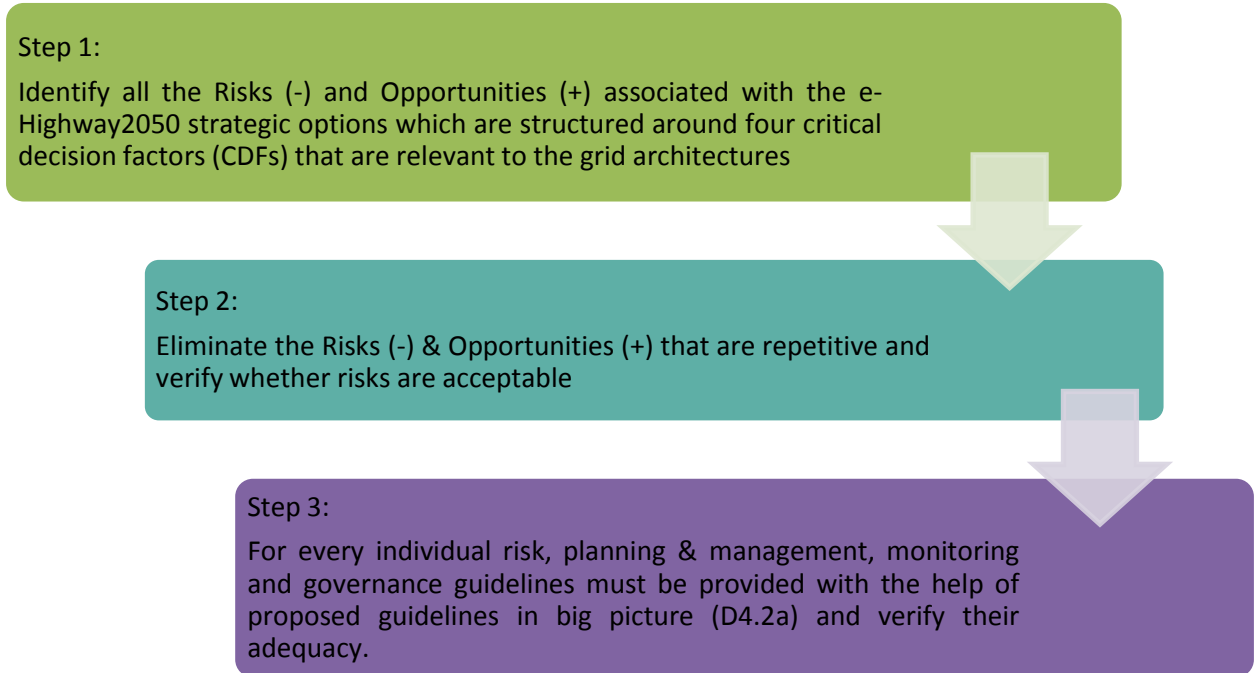 Step 1:
Identify all the Risks (-) and Opportunities (+) associated with the e-
Highway2050 strategic options which are structured around four critical
decision factors (CDFs) that are relevant to the grid architectures
Step 2:
Eliminate the Risks (-) & Opportunities (+) that are repetitive and
verify whether risks are acceptable
Step 3:
For every individual risk, planning & management, monitoring
and governance guidelines must be provided with the help of
proposed guidelines in big picture (D4.2a) and verify their
adequacy.